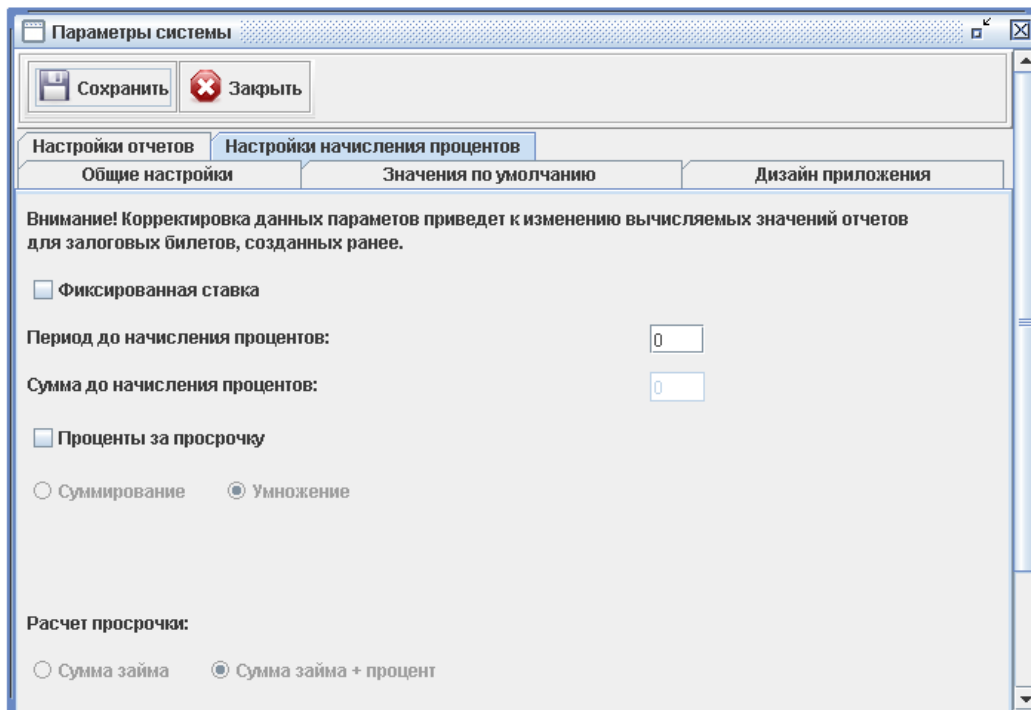 Параметры системы
Сохранить Закрыть
Настройки отчетов Настройки начисления процентов
Общие настройки Значения по умолчанию Дизайн приложения
Внимание! Корректировка данных параметов приведет к изменению вычисляемых значений отчетов
для залоговых билетов, созданных ранее.
Фиксированная ставка
Период до начисления процентов: 0
Сумма до начисления процентов: 0
Проценты за просрочку
Суммирование Умножение
Расчет просрочки:
Сумма займа Сумма займа + процент